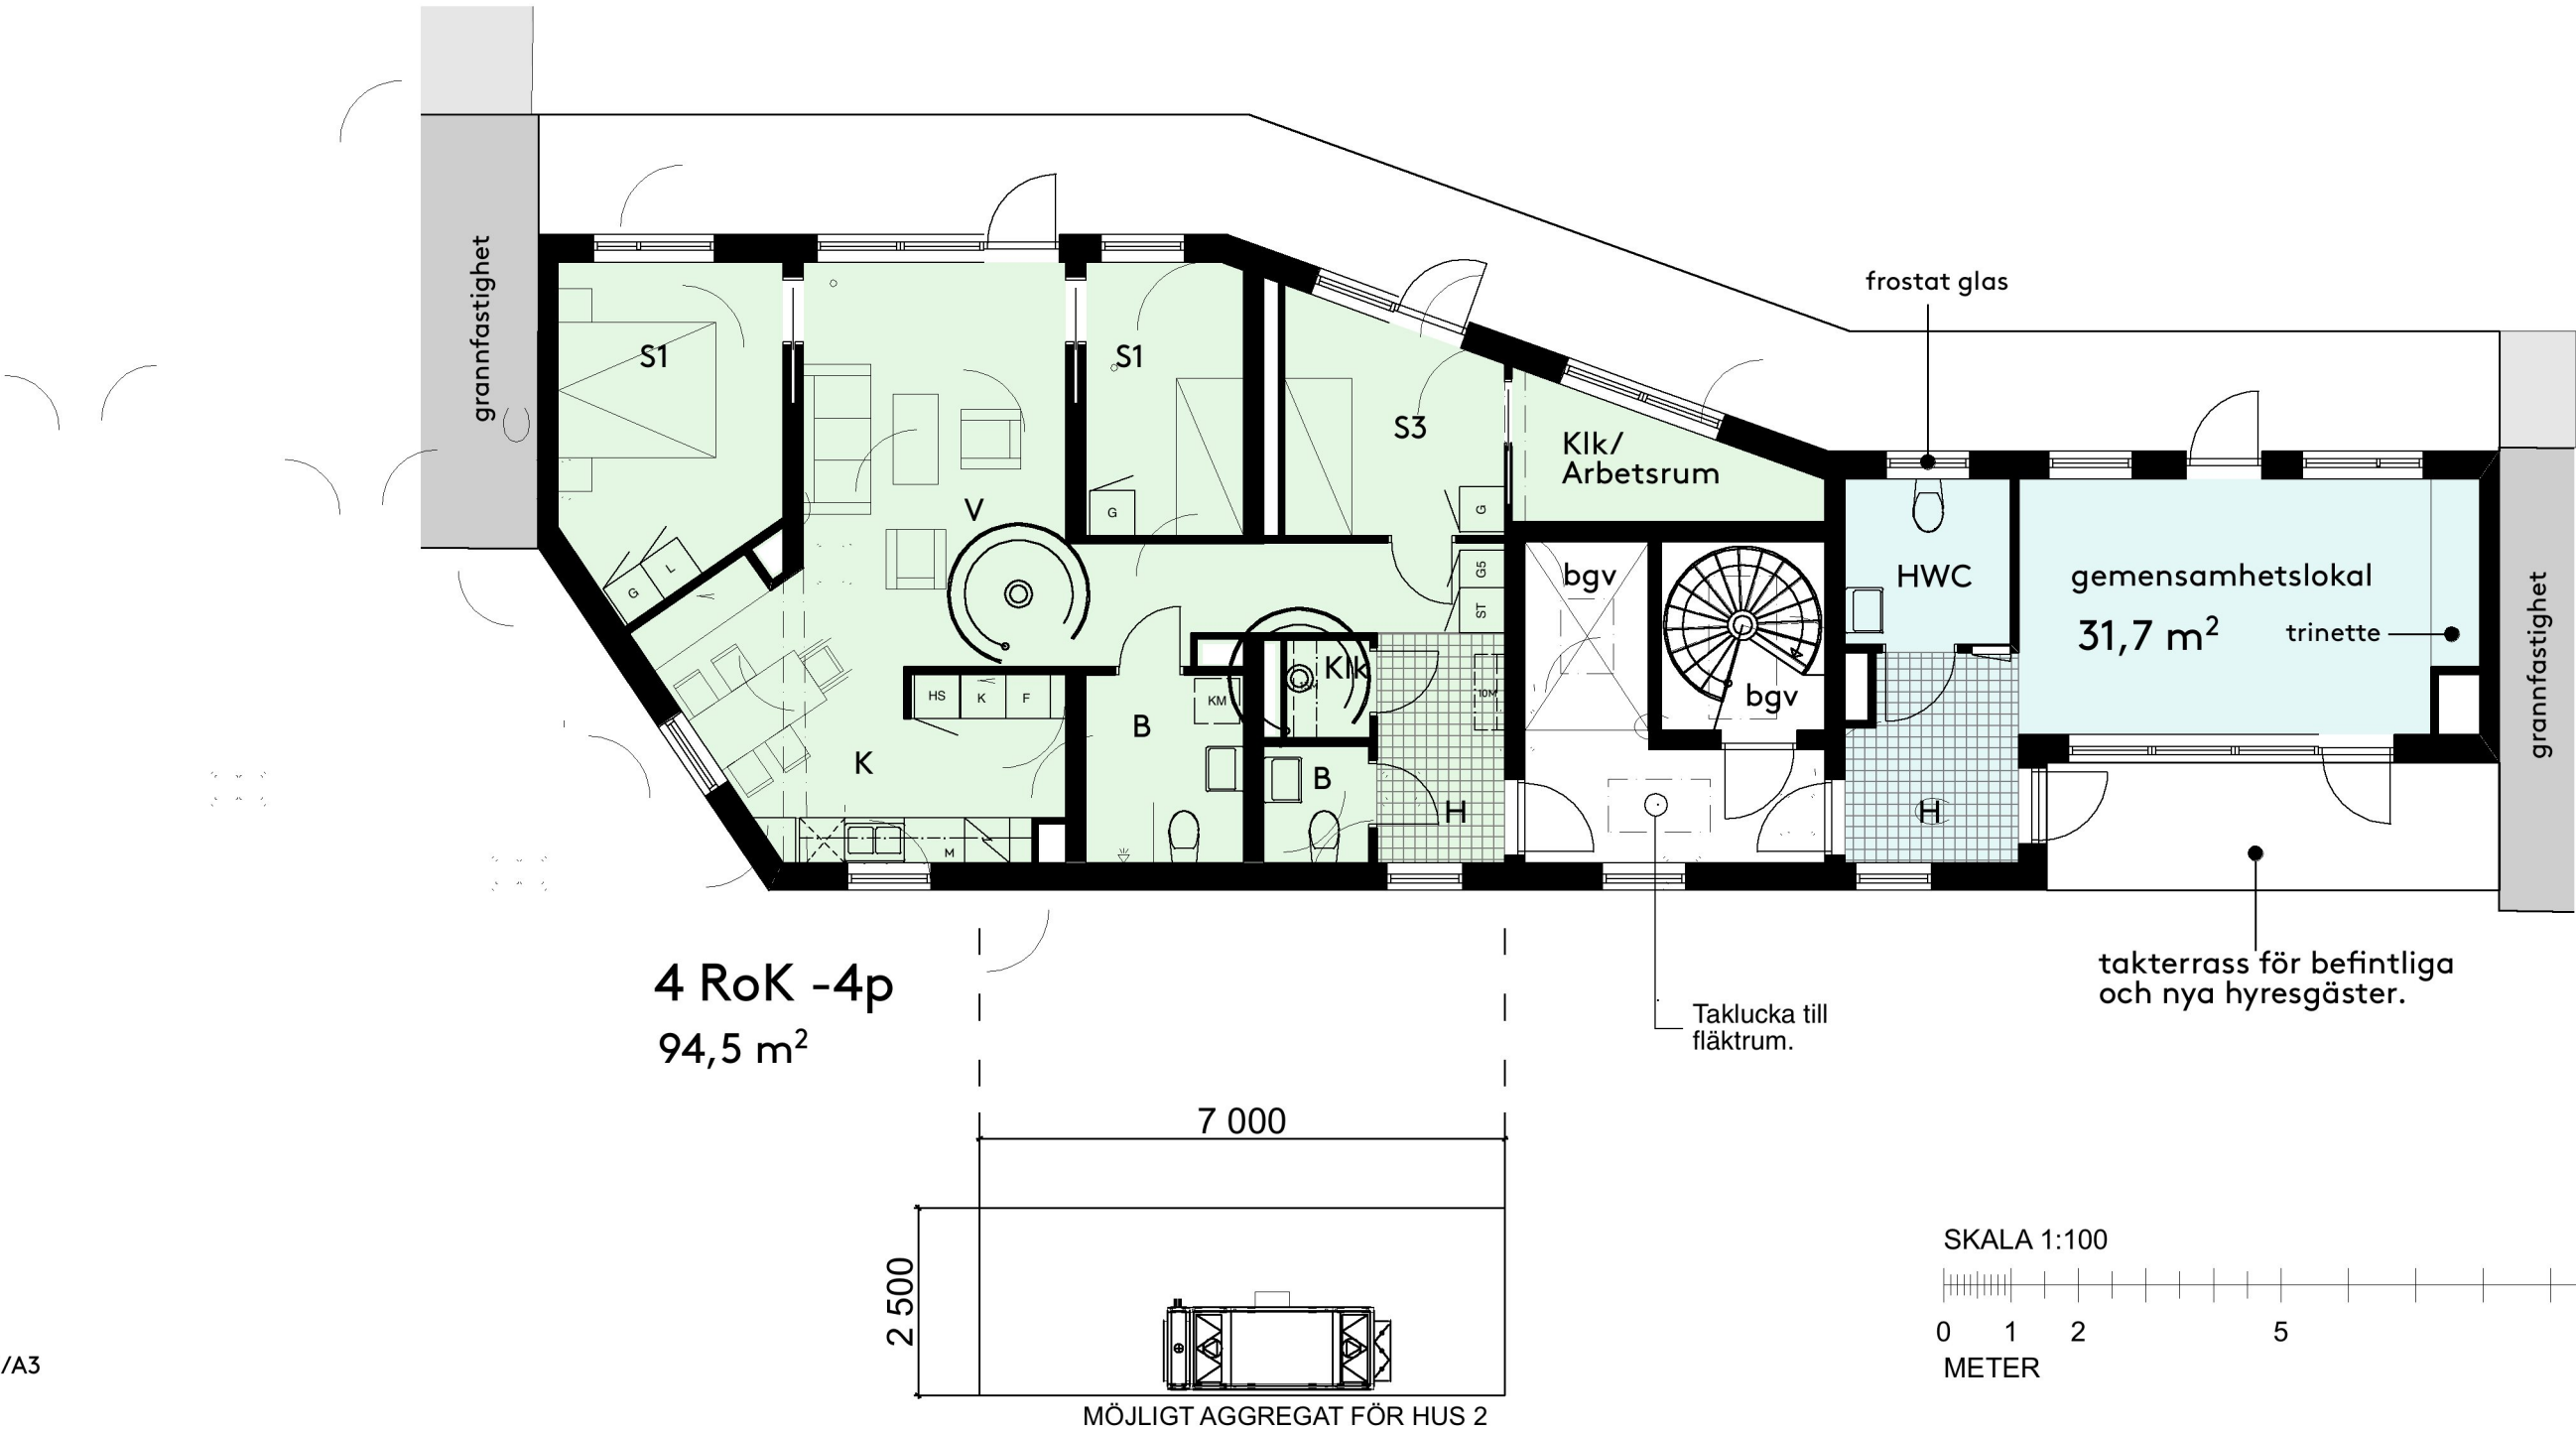 grannfastighet
frostat glas
S1
S1
S3
Klk/
Arbetsrum
V
G
G
G L
G5
ST
bgv
HWC
gemensamhetslokal
31,7 m²
trinette
grannfastighet
HS K F
KM
Klk
10M
bgv
B
K
B
H
H
M
4 RoK -4p
94,5 m²
takterrass för befintliga
och nya hyresgäster.
Taklucka till
fläktrum.
7 000
2 500
SKALA 1:100
0 1 2 5
METER
/A3
MÖJLIGT AGGREGAT FÖR HUS 2